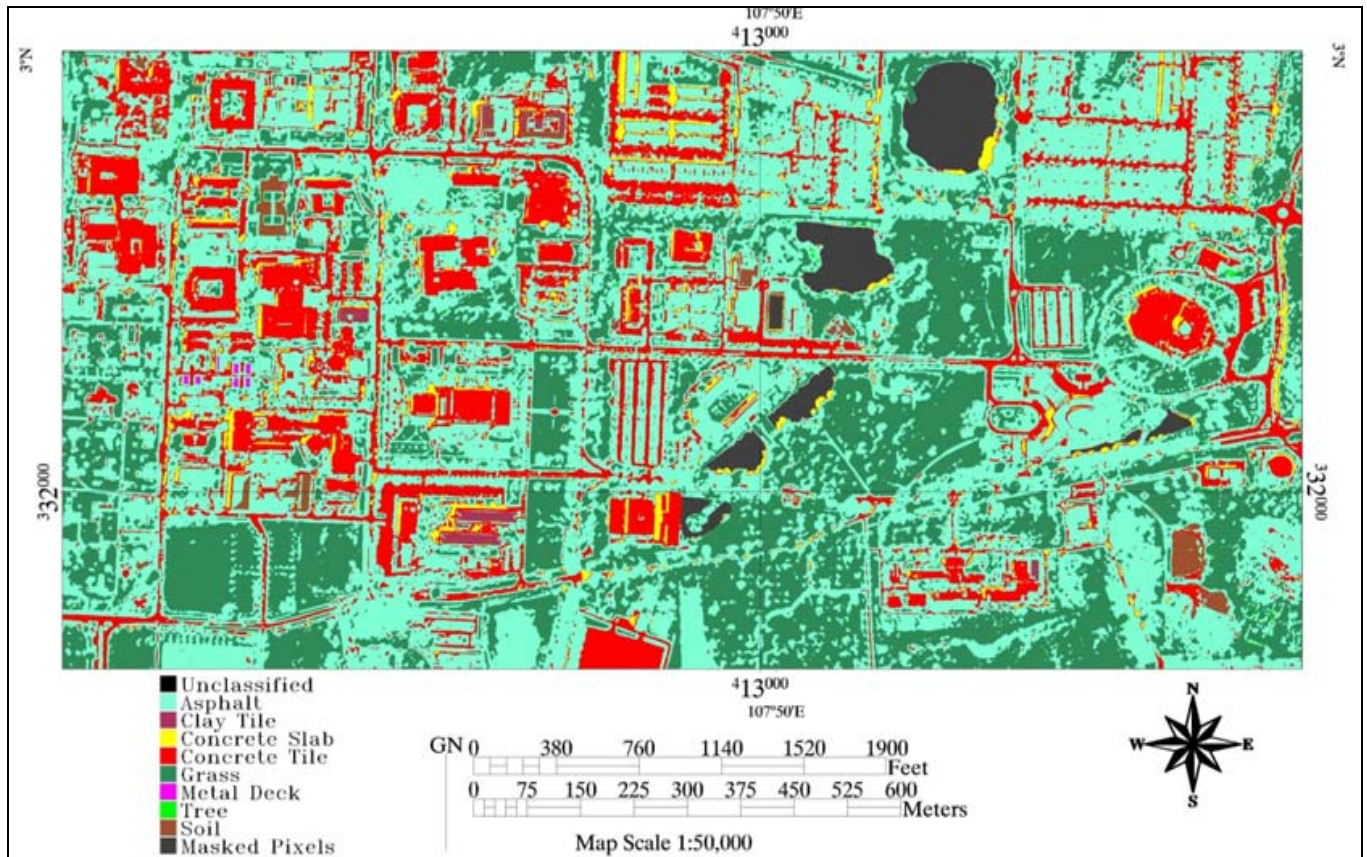 107°50'E
⁴13⁰⁰⁰
3°N
3°N
³32⁰⁰⁰
³32⁰⁰⁰
⁴13⁰⁰⁰
107°50'E
Unclassified
Asphalt
Clay Tile
Concrete Slab
Concrete Tile
Grass
Metal Deck
Tree
Soil
Masked Pixels
GN 0 380 760 1140 1520 1900
Feet
0 75 150 225 300 375 450 525 600
Meters
Map Scale 1:50,000
N
W E
S